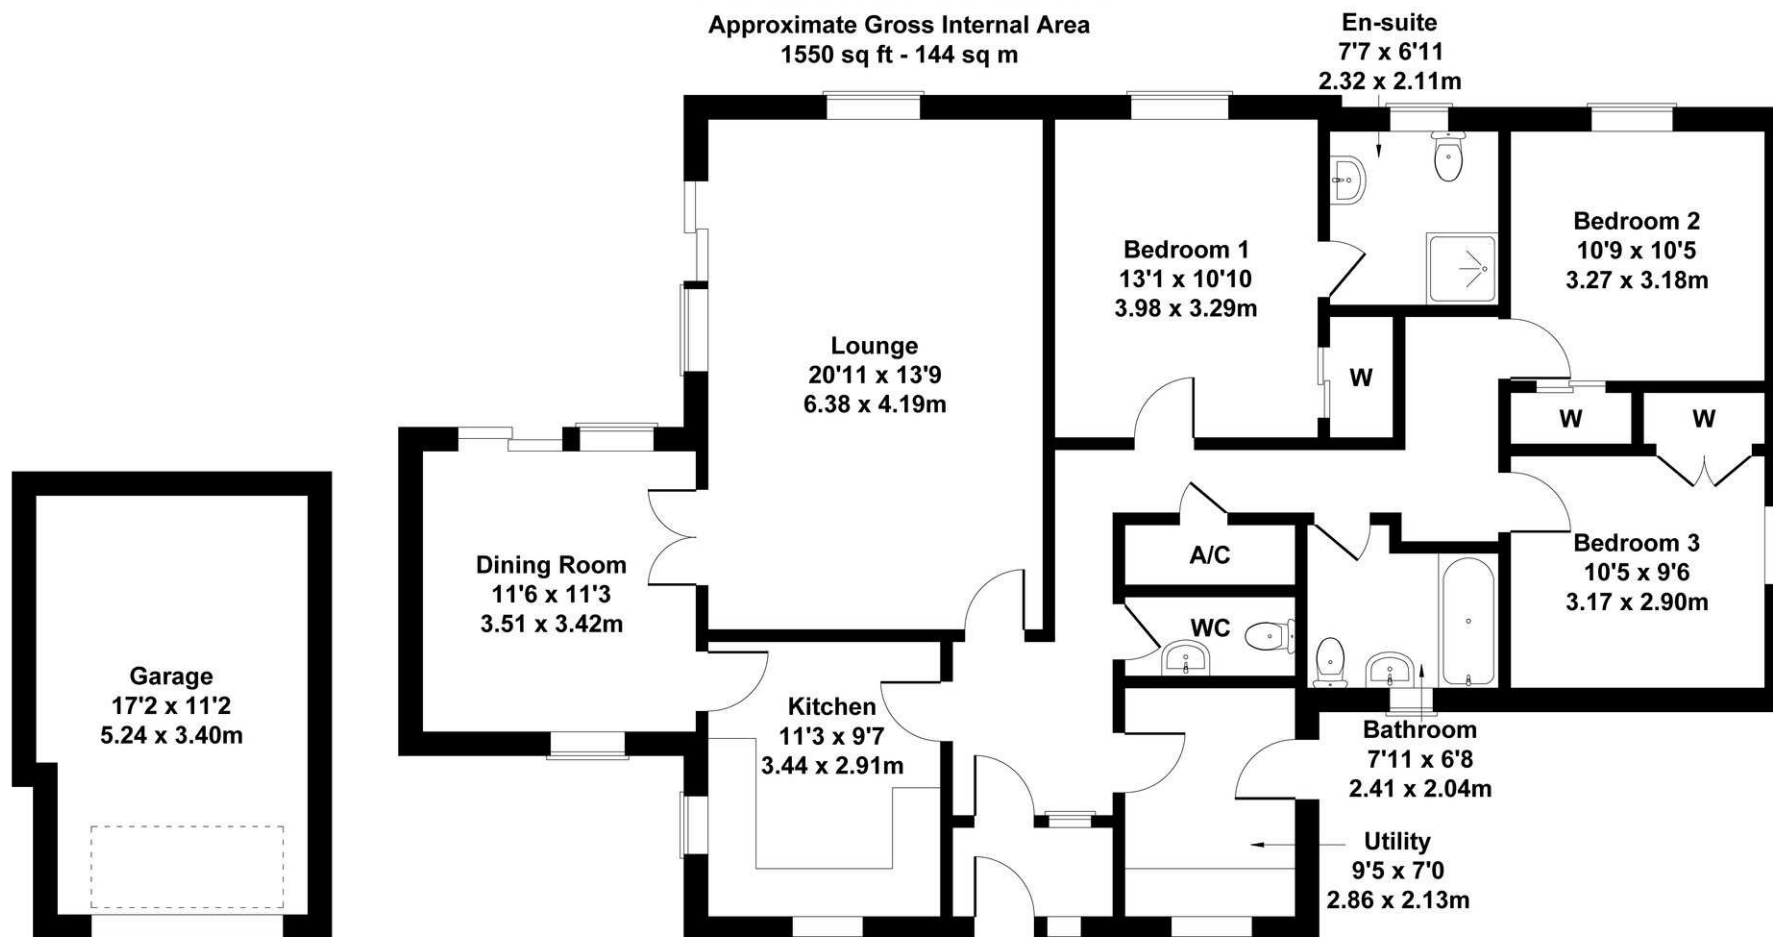 Approximate Gross Internal Area
1550 sq ft - 144 sq m
En-suite
7'7 x 6'11
2.32 x 2.11m
Bedroom 2
10'9 x 10'5
3.27 x 3.18m
Bedroom 1
13'1 x 10'10
3.98 x 3.29m
Lounge
20'11 x 13'9
6.38 x 4.19m
W
W
W
Dining Room
11'6 x 11'3
3.51 x 3.42m
A/C
Bedroom 3
10'5 x 9'6
3.17 x 2.90m
WC
Garage
17'2 x 11'2
5.24 x 3.40m
Kitchen
11'3 x 9'7
3.44 x 2.91m
Bathroom
7'11 x 6'8
2.41 x 2.04m
Utility
9'5 x 7'0
2.86 x 2.13m